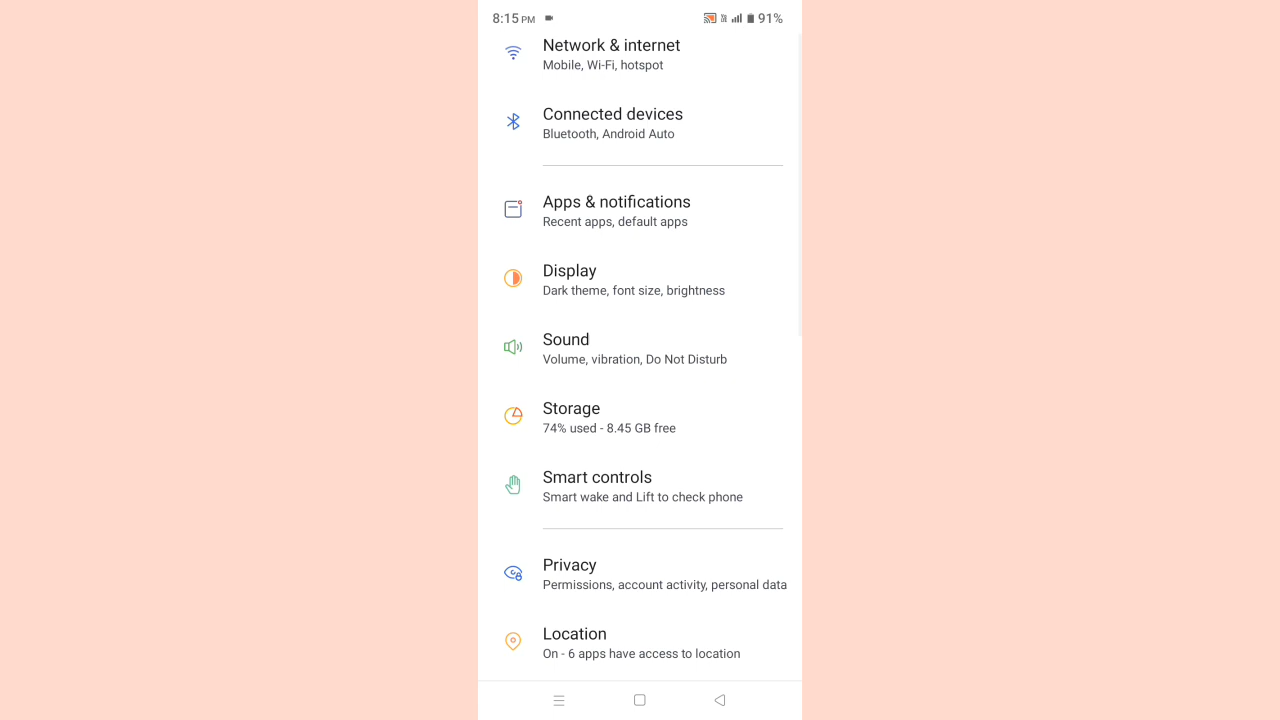 8:15 PM 91%
Network & internet
Mobile, Wi-Fi, hotspot
Connected devices
Bluetooth, Android Auto
Apps & notifications
Recent apps, default apps
Display
Dark theme, font size, brightness
Sound
Volume, vibration, Do Not Disturb
Storage
74% used - 8.45 GB free
Smart controls
Smart wake and Lift to check phone
Privacy
Permissions, account activity, personal data
Location
On - 6 apps have access to location